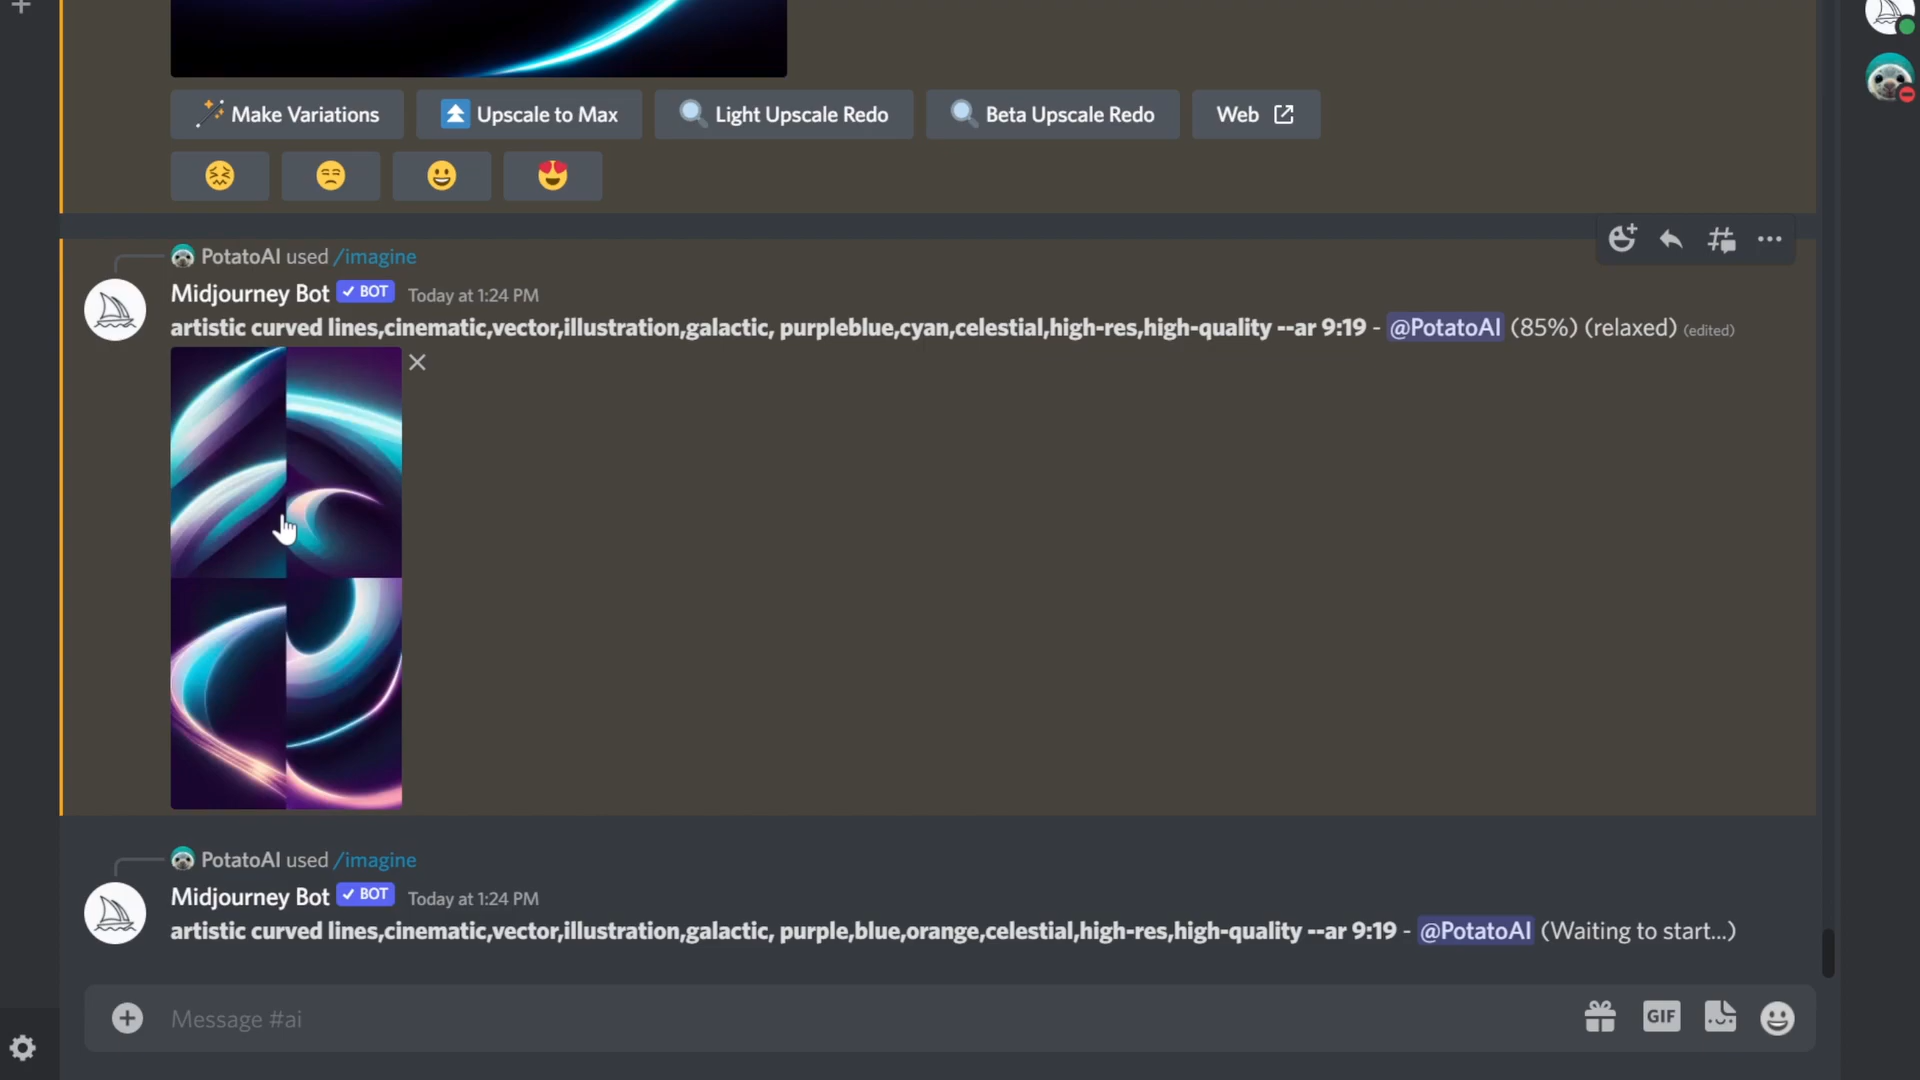 Make Variations
Upscale to Max
Light Upscale Redo
Beta Upscale Redo
Web
PotatoAI used /imagine
Midjourney Bot ✓ BOT Today at 1:24 PM
artistic curved lines,cinematic,vector,illustration,galactic, purpleblue,cyan,celestial,high-res,high-quality --ar 9:19 - @PotatoAI (85%) (relaxed) (edited)
PotatoAI used /imagine
Midjourney Bot ✓ BOT Today at 1:24 PM
artistic curved lines,cinematic,vector,illustration,galactic, purple,blue,orange,celestial,high-res,high-quality --ar 9:19 - @PotatoAI (Waiting to start...)
Message #ai
GIF